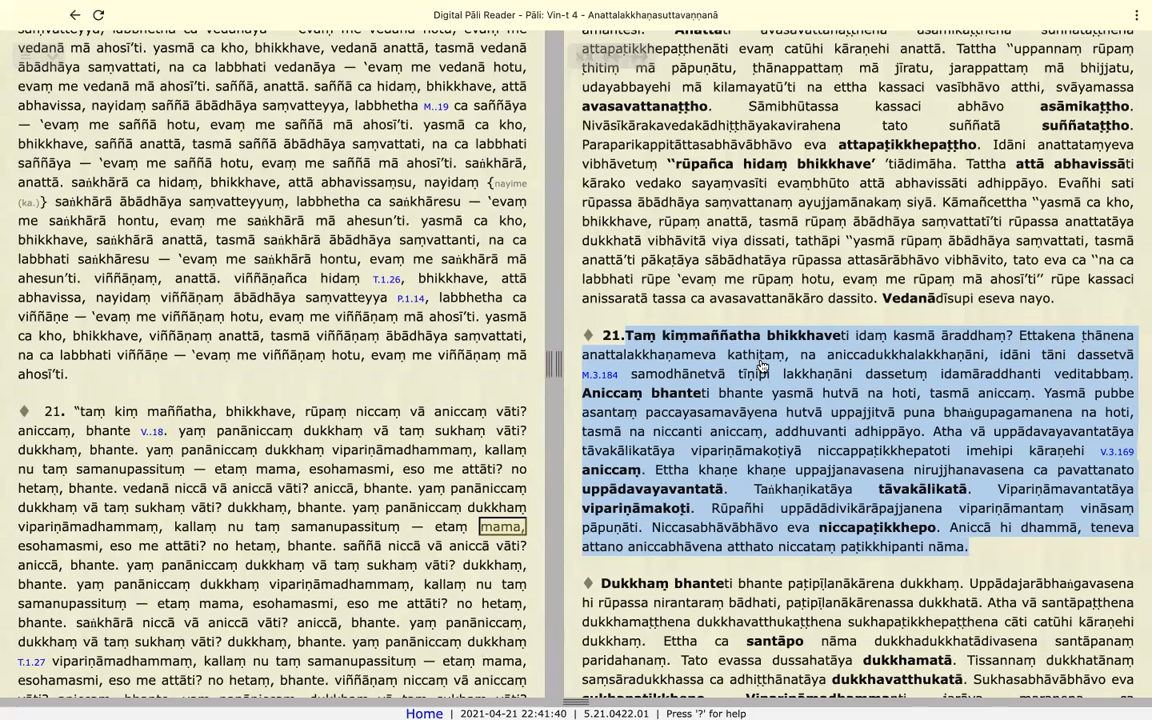 Digital Pāli Reader - Pāli: Vin-t 4 - Anattalakkhaṇasuttavaṇṇanā
vedanā mā ahosī'ti. yasmā ca kho, bhikkhave, vedanā anattā, tasmā vedanā
ābādhāya saṃvattati, na ca labbhati vedanāya — 'evaṃ me vedanā hotu,
evaṃ me vedanā mā ahosī'ti. saññā, anattā. saññā ca hidaṃ, bhikkhave, attā
abhavissa, nayidaṃ saññā ābādhāya saṃvatteyya, labbhetha M..19 ca saññāya
— 'evaṃ me saññā hotu, evaṃ me saññā mā ahosī'ti. yasmā ca kho,
bhikkhave, saññā anattā, tasmā saññā ābādhāya saṃvattati, na ca labbhati
saññāya — 'evaṃ me saññā hotu, evaṃ me saññā mā ahosī'ti. saṅkhārā,
anattā. saṅkhārā ca hidaṃ, bhikkhave, attā abhavissaṃsu, nayidaṃ {nayime
(ka.)} saṅkhārā ābādhāya saṃvatteyyuṃ, labbhetha ca saṅkhāresu — 'evaṃ
me saṅkhārā hontu, evaṃ me saṅkhārā mā ahesun'ti. yasmā ca kho,
bhikkhave, saṅkhārā anattā, tasmā saṅkhārā ābādhāya saṃvattanti, na ca
labbhati saṅkhāresu — 'evaṃ me saṅkhārā hontu, evaṃ me saṅkhārā mā
ahesun'ti. viññāṇaṃ, anattā. viññāṇañca hidaṃ T.1.26, bhikkhave, attā
abhavissa, nayidaṃ viññāṇaṃ ābādhāya saṃvatteyya P.1.14, labbhetha ca
viññāṇe — 'evaṃ me viññāṇaṃ hotu, evaṃ me viññāṇaṃ mā ahosī'ti. yasmā
ca kho, bhikkhave, viññāṇaṃ anattā, tasmā viññāṇaṃ ābādhāya saṃvattati,
na ca labbhati viññāṇe — 'evaṃ me viññāṇaṃ hotu, evaṃ me viññāṇaṃ mā
ahosī'ti.
21. "taṃ kiṃ maññatha, bhikkhave, rūpaṃ niccaṃ vā aniccaṃ vāti?
aniccaṃ, bhante V..18. yaṃ panāniccaṃ dukkhaṃ vā taṃ sukhaṃ vāti?
dukkhaṃ, bhante. yaṃ panāniccaṃ dukkhaṃ vipariṇāmadhammaṃ, kallaṃ
nu taṃ samanupassituṃ — etaṃ mama, esohamasmi, eso me attāti? no
hetaṃ, bhante. vedanā niccā vā aniccā vāti? aniccā, bhante. yaṃ panāniccaṃ
dukkhaṃ vā taṃ sukhaṃ vāti? dukkhaṃ, bhante. yaṃ panāniccaṃ dukkhaṃ
vipariṇāmadhammaṃ, kallaṃ nu taṃ samanupassituṃ — etaṃ mama,
esohamasmi, eso me attāti? no hetaṃ, bhante. saññā niccā vā aniccā vāti?
aniccā, bhante. yaṃ panāniccaṃ dukkhaṃ vā taṃ sukhaṃ vāti? dukkhaṃ,
bhante. yaṃ panāniccaṃ dukkhaṃ vipariṇāmadhammaṃ, kallaṃ nu taṃ
samanupassituṃ — etaṃ mama, esohamasmi, eso me attāti? no hetaṃ,
bhante. saṅkhārā niccā vā aniccā vāti? aniccā, bhante. yaṃ panāniccaṃ
dukkhaṃ vā taṃ sukhaṃ vāti? dukkhaṃ, bhante. yaṃ panāniccaṃ dukkhaṃ
T.1.27 vipariṇāmadhammaṃ, kallaṃ nu taṃ samanupassituṃ — etaṃ mama,
esohamasmi, eso me attāti? no hetaṃ, bhante. viññāṇaṃ niccaṃ vā aniccaṃ
attapaṭikkhepaṭṭhenāti evaṃ catūhi kāraṇehi anattā. Tattha "uppannaṃ rūpaṃ
ṭhitiṃ mā pāpuṇātu, ṭhānappattaṃ mā jīratu, jarappattaṃ mā bhijjatu,
udayabbayehi mā kilamayatū"ti na ettha kassaci vasībhāvo atthi, svāyamassa
avasavattanaṭṭho. Sāmibhūtassa kassaci abhāvo asāmikaṭṭho.
Nivāsīkārakavedakādhiṭṭhāyakavirahena tato suññatā suññataṭṭho.
Paraparikappitattasabhāvābhāvo eva attapaṭikkhepaṭṭho. Idāni anattataṃyeva
vibhāvetuṃ "rūpañca hidaṃ bhikkhave' 'tiādimāha. Tattha attā abhavissāti
kārako vedako sayaṃvasīti evaṃbhūto attā abhavissāti adhippāyo. Evañhi sati
rūpassa ābādhāya saṃvattanaṃ ayujjamānakaṃ siyā. Kāmañcettha "yasmā ca kho,
bhikkhave, rūpaṃ anattā, tasmā rūpaṃ ābādhāya saṃvattatī"ti rūpassa anattatāya
dukkhatā vibhāvitā viya dissati, tathāpi "yasmā rūpaṃ ābādhāya saṃvattati, tasmā
anattā"ti pākaṭāya sābādhatāya rūpassa attasārābhāvo vibhāvito, tato eva ca "na ca
labbhati rūpe 'evaṃ me rūpaṃ hotu, evaṃ me rūpaṃ mā ahosī'ti" rūpe kassaci
anissaratā tassa ca avasavattanākāro dassito. Vedanādīsupi eseva nayo.
21.Taṃ kiṃmaññatha bhikkhaveti idaṃ kasmā āraddhaṃ? Ettakena ṭhānena
anattalakkhaṇameva kathitaṃ, na aniccadukkhalakkhaṇāni, idāni tāni dassetvā
M.3.184 samodhānetvā tīṇipi lakkhaṇāni dassetuṃ idamāraddhanti veditabbaṃ.
Aniccaṃ bhanteti bhante yasmā hutvā na hoti, tasmā aniccaṃ. Yasmā pubbe
asantaṃ paccayasamavāyena hutvā uppajjitvā puna bhaṅgupagamanena na hoti,
tasmā na niccanti aniccaṃ, addhuvanti adhippāyo. Atha vā uppādavayavantatāya
tāvakālikatāya vipariṇāmakoṭiyā niccappaṭikkhepatoti imehipi kāraṇehi V.3.169
aniccaṃ. Ettha khaṇe khaṇe uppajjanavasena nirujjhanavasena ca pavattanato
uppādavayavantatā. Taṅkhaṇikatāya tāvakālikatā. Vipariṇāmavantatāya
vipariṇāmakoṭi. Rūpañhi uppādādivikārāpajjanena vipariṇāmantaṃ vināsaṃ
pāpuṇāti. Niccasabhāvābhāvo eva niccapaṭikkhepo. Aniccā hi dhammā, teneva
attano aniccabhāvena atthato niccataṃ paṭikkhipanti nāma.
Dukkhaṃ bhanteti bhante paṭipīḷanākārena dukkhaṃ. Uppādajarābhaṅgavasena
hi rūpassa nirantaraṃ bādhati, paṭipīḷanākārenassa dukkhatā. Atha vā santāpaṭṭhena
dukkhamaṭṭhena dukkhavatthukaṭṭhena sukhapaṭikkhepaṭṭhena cāti catūhi kāraṇehi
dukkhaṃ. Ettha ca santāpo nāma dukkhadukkhatādivasena santāpanaṃ
paridahanaṃ. Tato evassa dussahatāya dukkhamatā. Tissannaṃ dukkhatānaṃ
saṃsāradukkhassa ca adhiṭṭhānatāya dukkhavatthukatā. Sukhasabhāvābhāvo eva
Home | 2021-04-21 22:41:40 | 5.21.0422.01 | Press '?' for help